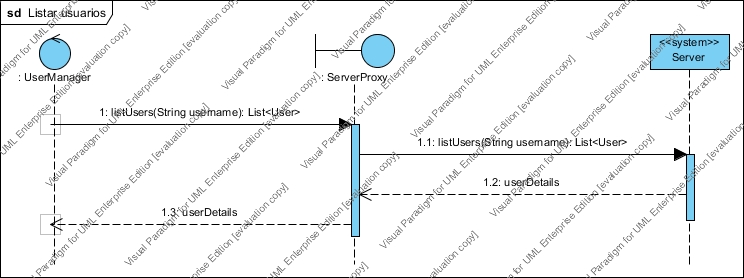 sd Listar usuarios
<<system>>
: UserManager
: ServerProxy
Server
1: listUsers(String username): List<User>
1.1: listUsers(String username): List<User>
1.2: userDetails
1.3: userDetails
Visual Paradigm for UML Enterprise Edition [evaluation copy]